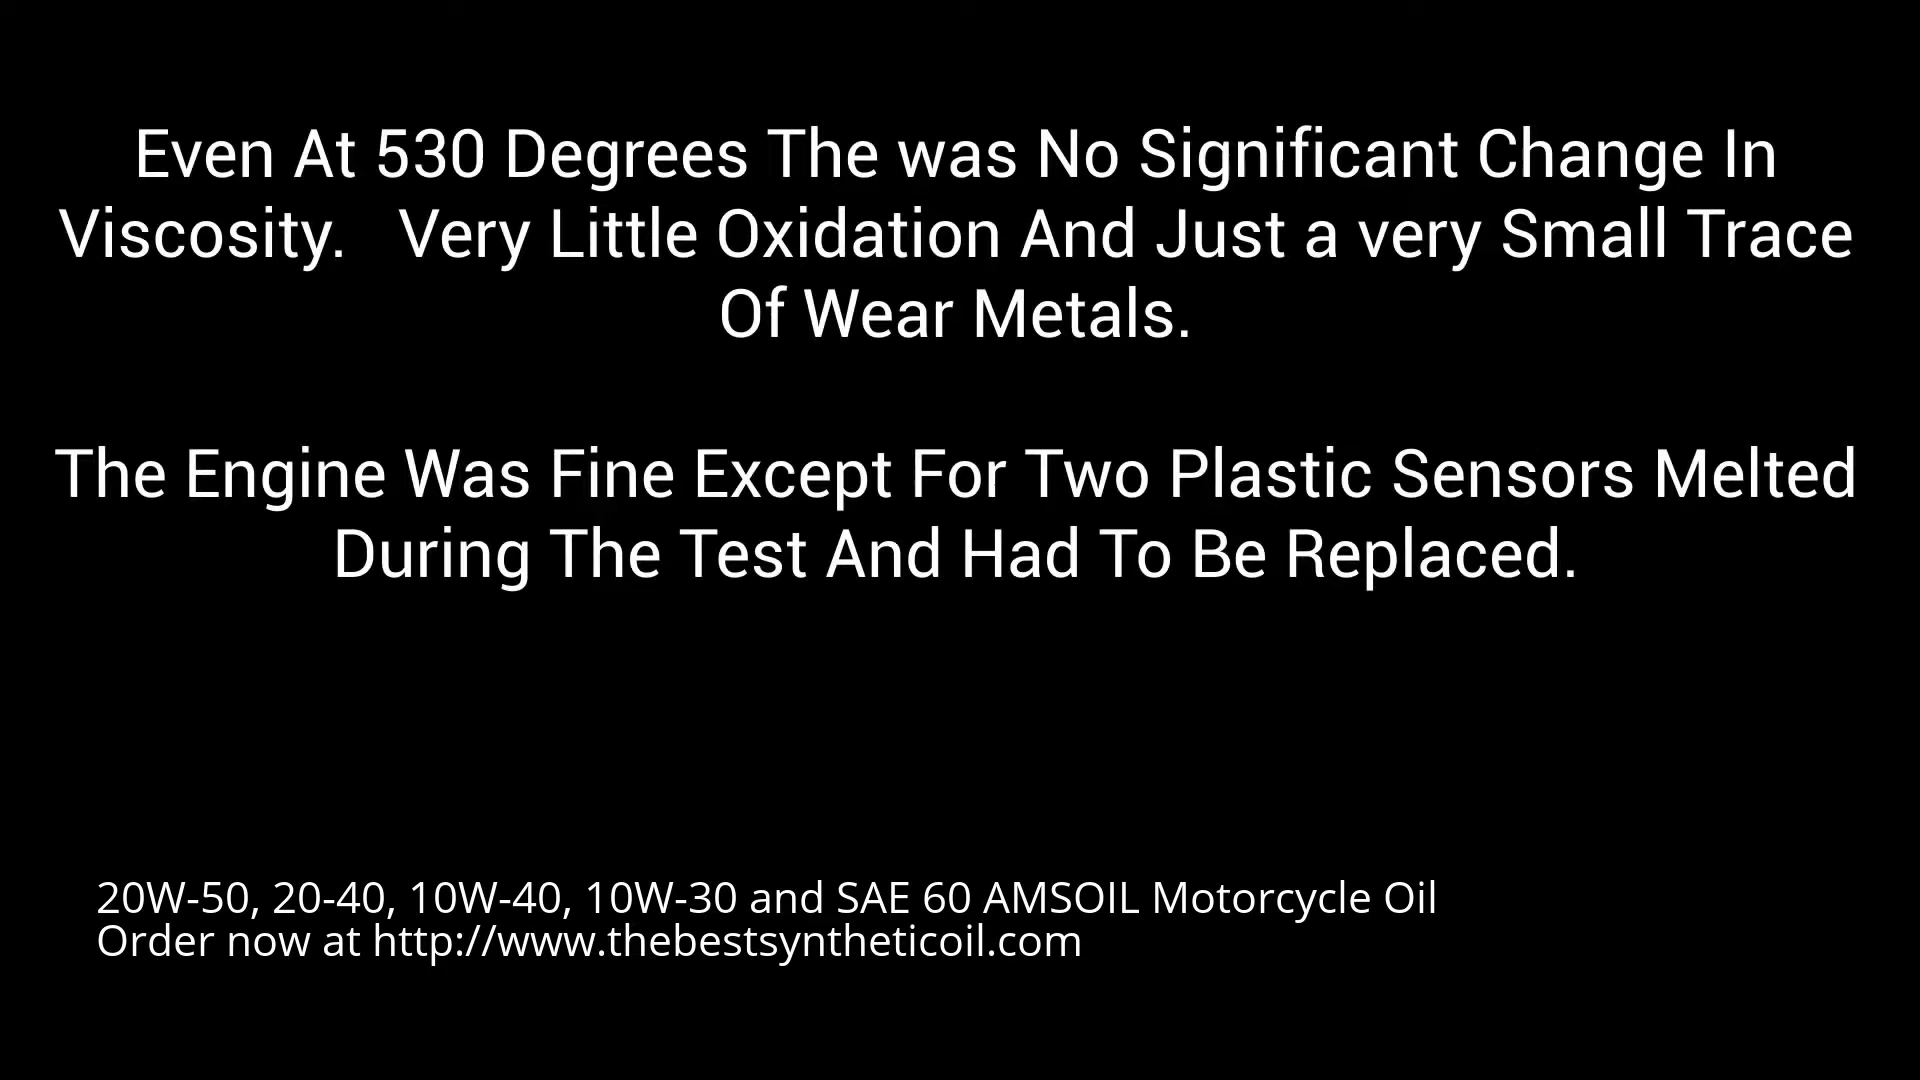 Even At 530 Degrees The was No Significant Change In
Viscosity.   Very Little Oxidation And Just a very Small Trace
Of Wear Metals.
The Engine Was Fine Except For Two Plastic Sensors Melted
During The Test And Had To Be Replaced.
20W-50, 20-40, 10W-40, 10W-30 and SAE 60 AMSOIL Motorcycle Oil
Order now at http://www.thebestsyntheticoil.com